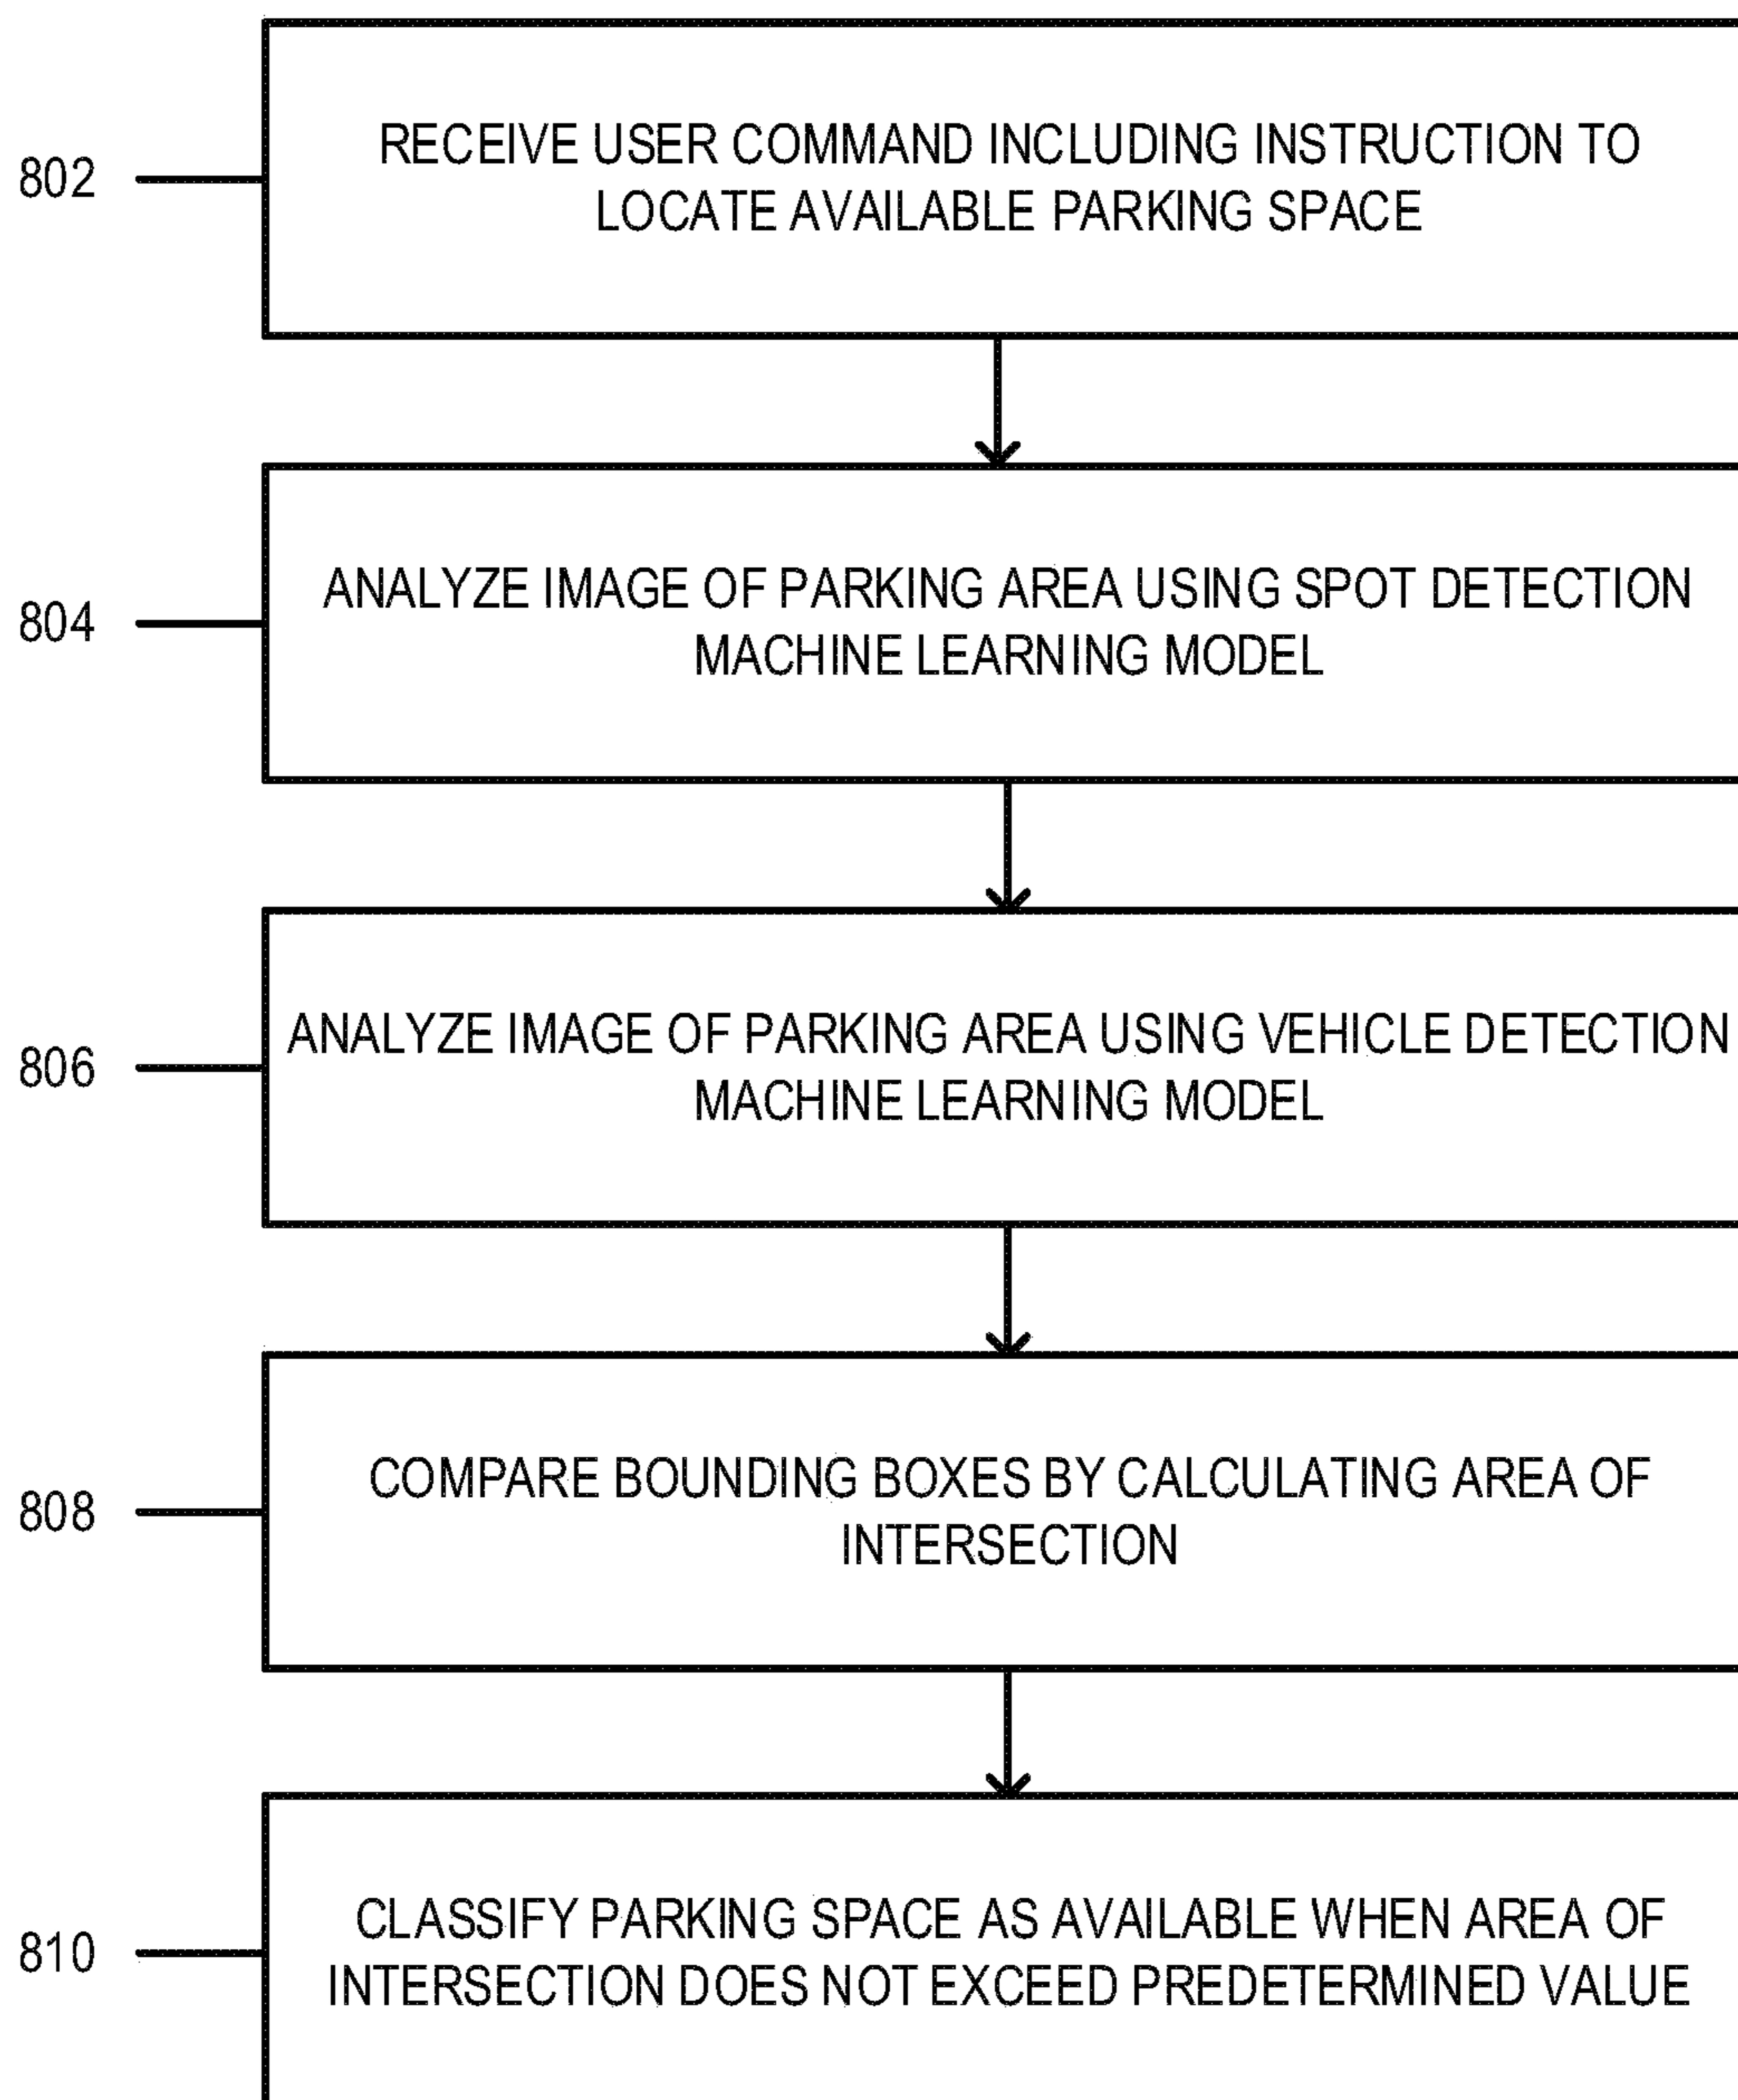 802
RECEIVE USER COMMAND INCLUDING INSTRUCTION TO
LOCATE AVAILABLE PARKING SPACE
804
ANALYZE IMAGE OF PARKING AREA USING SPOT DETECTION
MACHINE LEARNING MODEL
806
ANALYZE IMAGE OF PARKING AREA USING VEHICLE DETECTION
MACHINE LEARNING MODEL
808
COMPARE BOUNDING BOXES BY CALCULATING AREA OF
INTERSECTION
810
CLASSIFY PARKING SPACE AS AVAILABLE WHEN AREA OF
INTERSECTION DOES NOT EXCEED PREDETERMINED VALUE